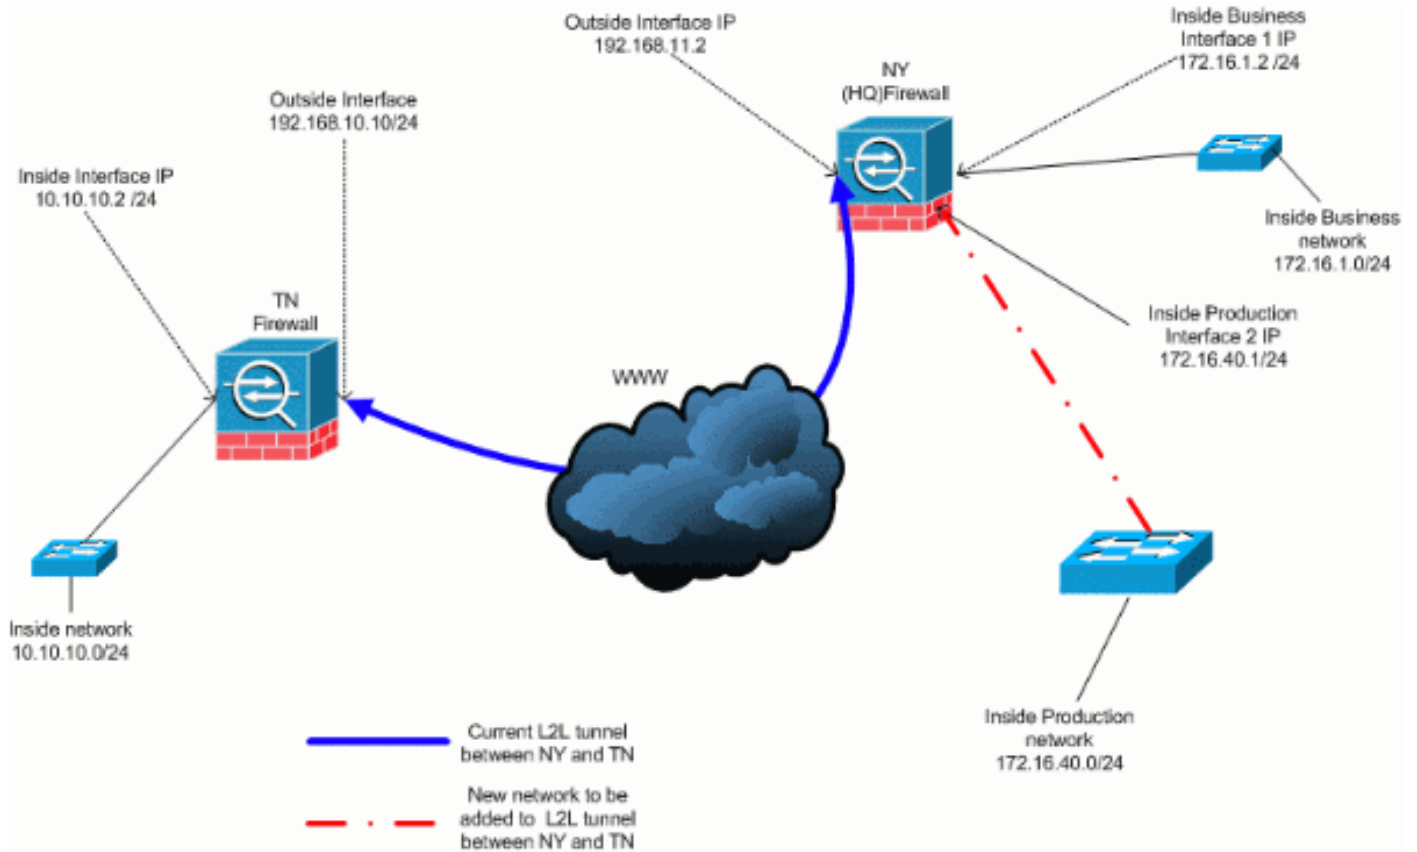 Outside Interface IP
192.168.11.2
Inside Business
Interface 1 IP
172.16.1.2 /24
NY
(HQ)Firewall
Outside Interface
192.168.10.10/24
Inside Interface IP
10.10.10.2 /24
Inside Business
network
172.16.1.0/24
TN
Firewall
Inside Production
Interface 2 IP
172.16.40.1/24
WWW
Inside network
10.10.10.0/24
Inside Production
network
172.16.40.0/24
Current L2L tunnel
between NY and TN
New network to be
added to L2L tunnel
between NY and TN